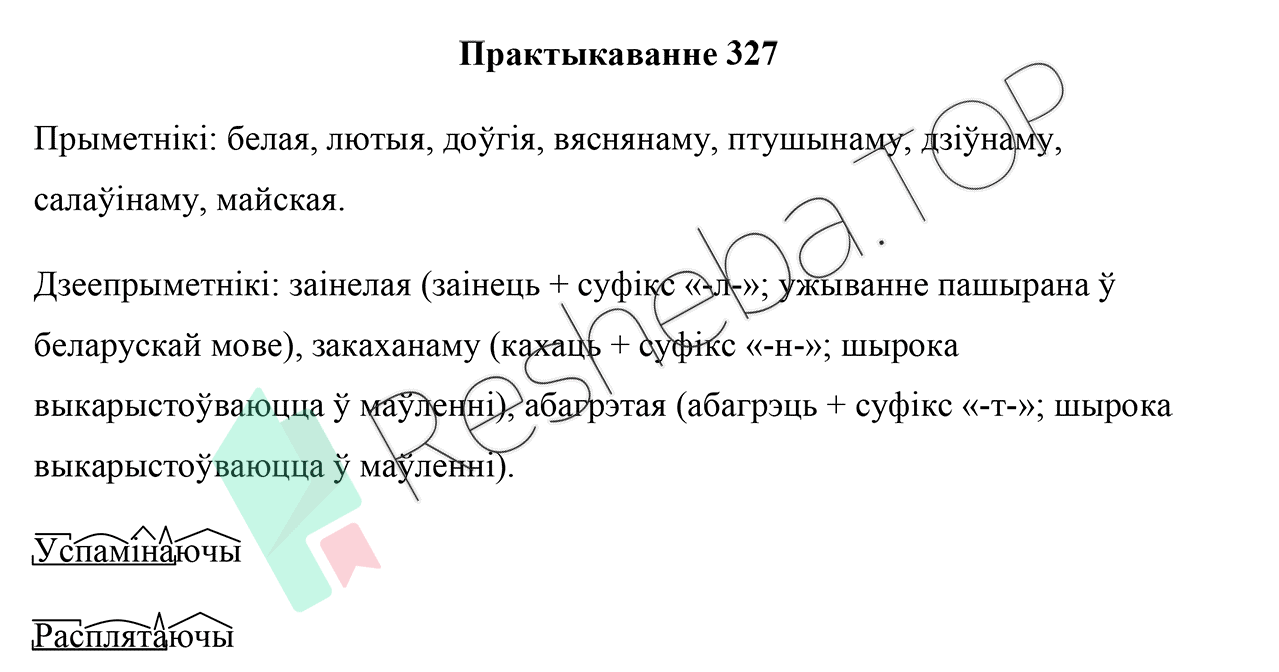 Практыкаванне 327
Прыметнікі: белая, лютыя, доўгія, вяснянаму, птушынаму, дзіўнаму,
салаўінаму, майская.
Дзеепрыметнікі: заінелая (заінець + суфікс «-л-»; ужыванне пашырана ў
беларускай мове), закаханаму (кахаць + суфікс «-н-»; шырока
выкарыстоўваюцца ў маўленні), абагрэтая (абагрэць + суфікс «-т-»; шырока
выкарыстоўваюцца ў маўленні).
Успамінаючы
Расплятаючы
Resheba.TOP